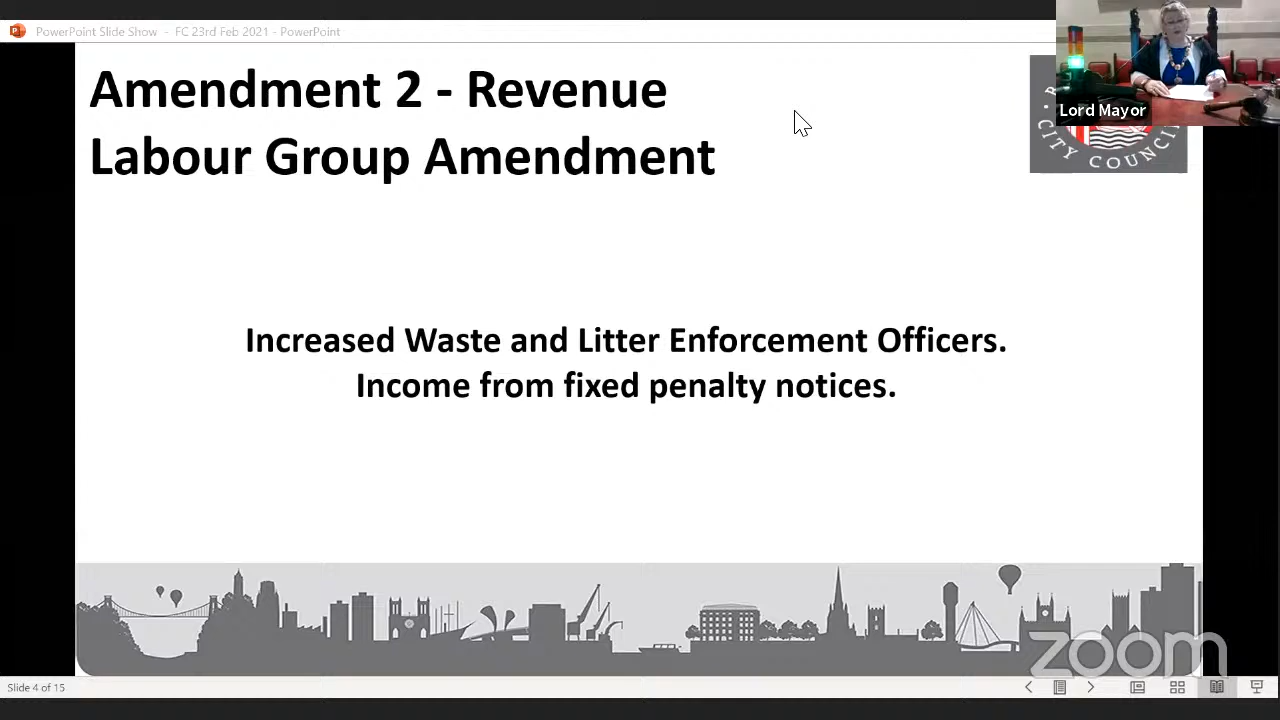 PowerPoint Slide Show - FC 23rd Feb 2021 - PowerPoint
Amendment 2 - Revenue
Labour Group Amendment
Lord Mayor
CITY COUNCI
Increased Waste and Litter Enforcement Officers.
Income from fixed penalty notices.
zoom
Slide 4 of 15